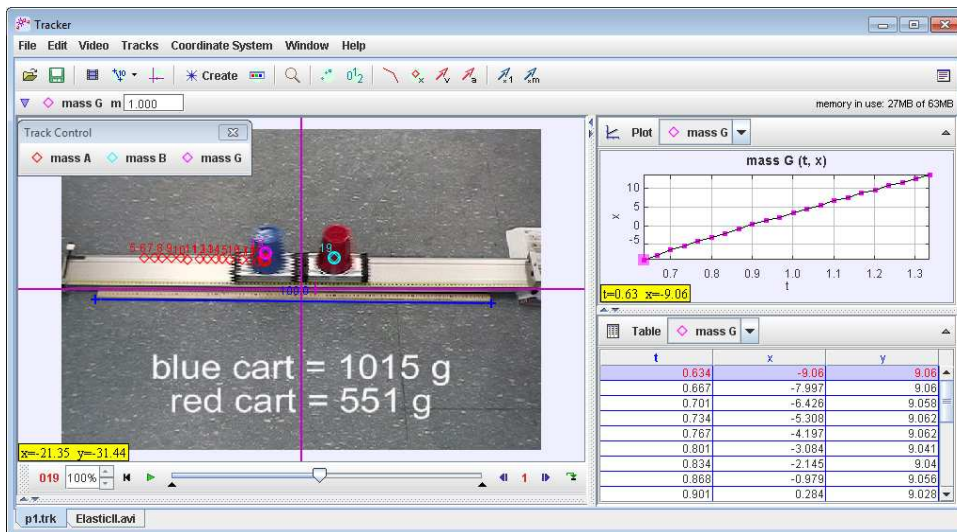 Tracker
File Edit Video Tracks Coordinate System Window Help
Create
mass G m 1.000
memory in use: 27MB of 63MB
Track Control
mass A mass B mass G
19
100.0
blue cart = 1015 g
red cart = 551 g
x=-21.35 y=-31.44
019 100% 1
p1.trk ElasticII.avi
Plot mass G
mass G (t, x)
x
10
5
0
-5
0.7 0.8 0.9 1.0 1.1 1.2 1.3
t
t=0.63 x=-9.06
Table mass G
t x y
0.634 -9.06 9.06
0.667 -7.997 9.06
0.701 -6.426 9.058
0.734 -5.308 9.062
0.767 -4.197 9.062
0.801 -3.084 9.041
0.834 -2.145 9.04
0.868 -0.979 9.056
0.901 0.284 9.028